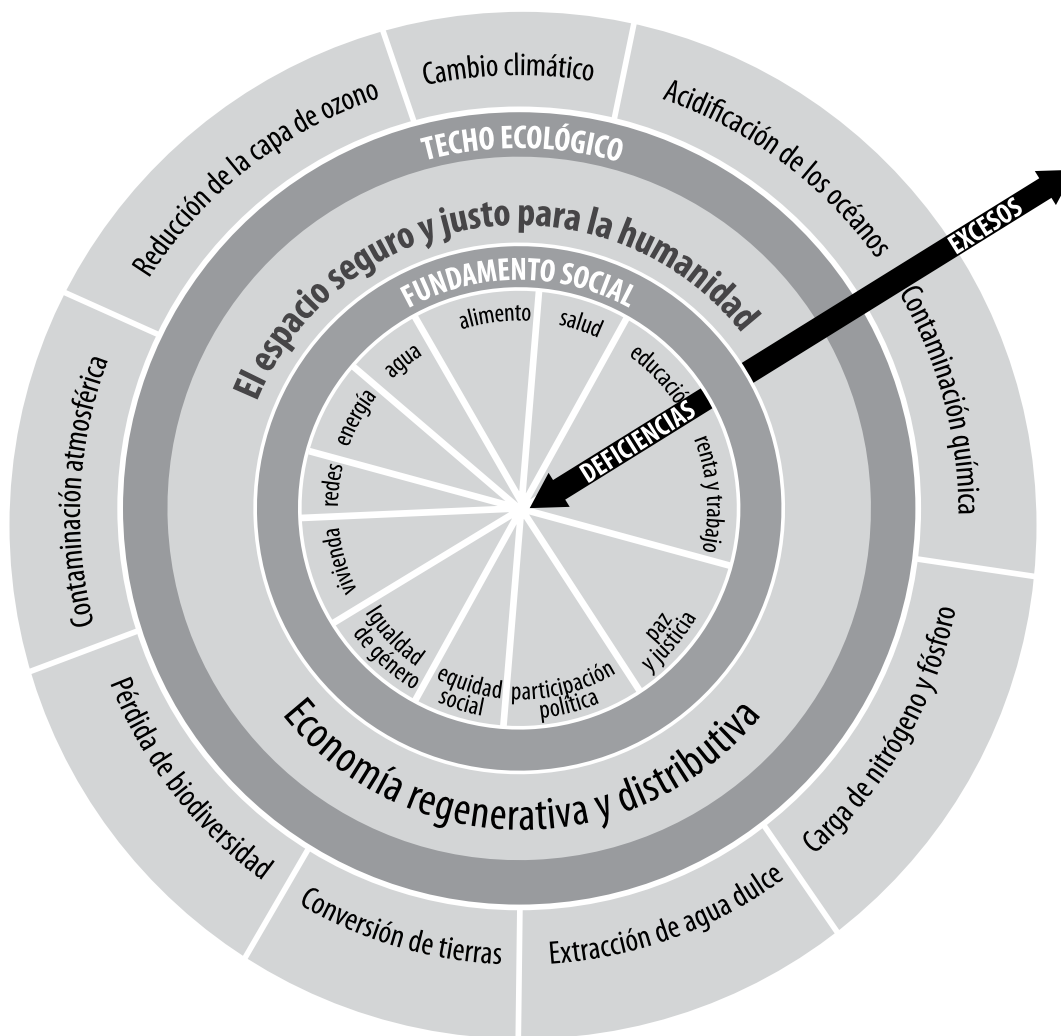 Cambio climático
Acidificación de los océanos
Contaminación química
Carga de nitrógeno y fósforo
Extracción de agua dulce
Conversión de tierras
Pérdida de biodiversidad
Contaminación atmosférica
Reducción de la capa de ozono
TECHO ECOLÓGICO
El espacio seguro y justo para la humanidad
FUNDAMENTO SOCIAL
EXCESOS
DEFICIENCIAS
alimento
salud
educación
renta y trabajo
paz
y justicia
participación
política
equidad
social
Igualdad
de género
vivienda
redes
energía
agua
Economía regenerativa y distributiva